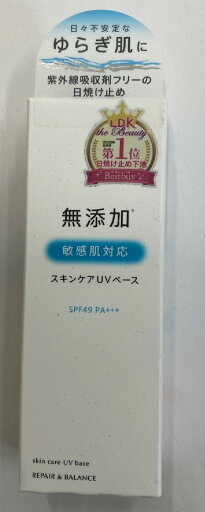 日々不安定な
ゆらぎ肌に
紫外線吸収剤フリーの
日焼け止め
LDK
the Beauty
第1位
日焼け止め下地
Bestbuy
無添加*
敏感肌対応
スキンケアUVベース
SPF49 PA+++
skin care UV base
REPAIR & BALANCE